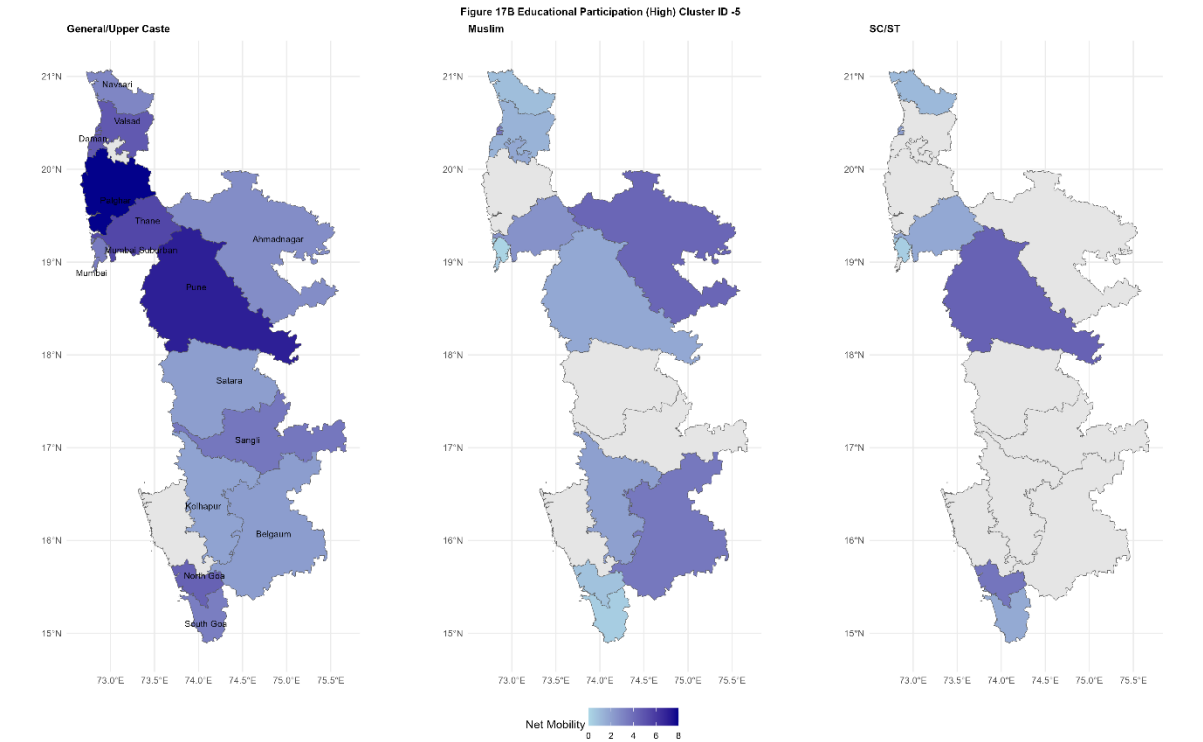 Figure 17B Educational Participation (High) Cluster ID -5
General/Upper Caste
Muslim
SC/ST
21°N
20°N
19°N
18°N
17°N
16°N
15°N
Navsari
Valsad
Daman
Palghar
Thane
Mumbai Suburban
Mumbai
Ahmadnagar
Pune
Satara
Sangli
Kolhapur
Belgaum
North Goa
South Goa
73.0°E 73.5°E 74.0°E 74.5°E 75.0°E 75.5°E
21°N
20°N
19°N
18°N
17°N
16°N
15°N
73.0°E 73.5°E 74.0°E 74.5°E 75.0°E 75.5°E
21°N
20°N
19°N
18°N
17°N
16°N
15°N
73.0°E 73.5°E 74.0°E 74.5°E 75.0°E 75.5°E
Net Mobility
0 2 4 6 8